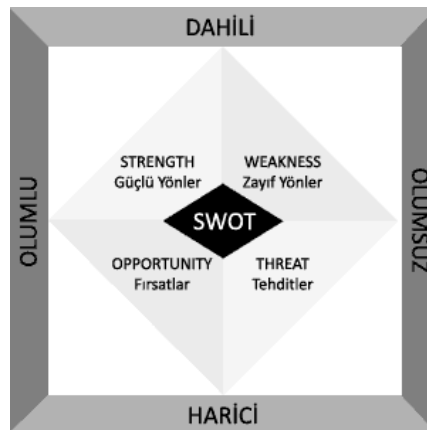 DAHİLİ
STRENGTH
Güçlü Yönler
WEAKNESS
Zayıf Yönler
OLUMLU
SWOT
OLUMSUZ
OPPORTUNITY
Fırsatlar
THREAT
Tehditler
HARİCİ